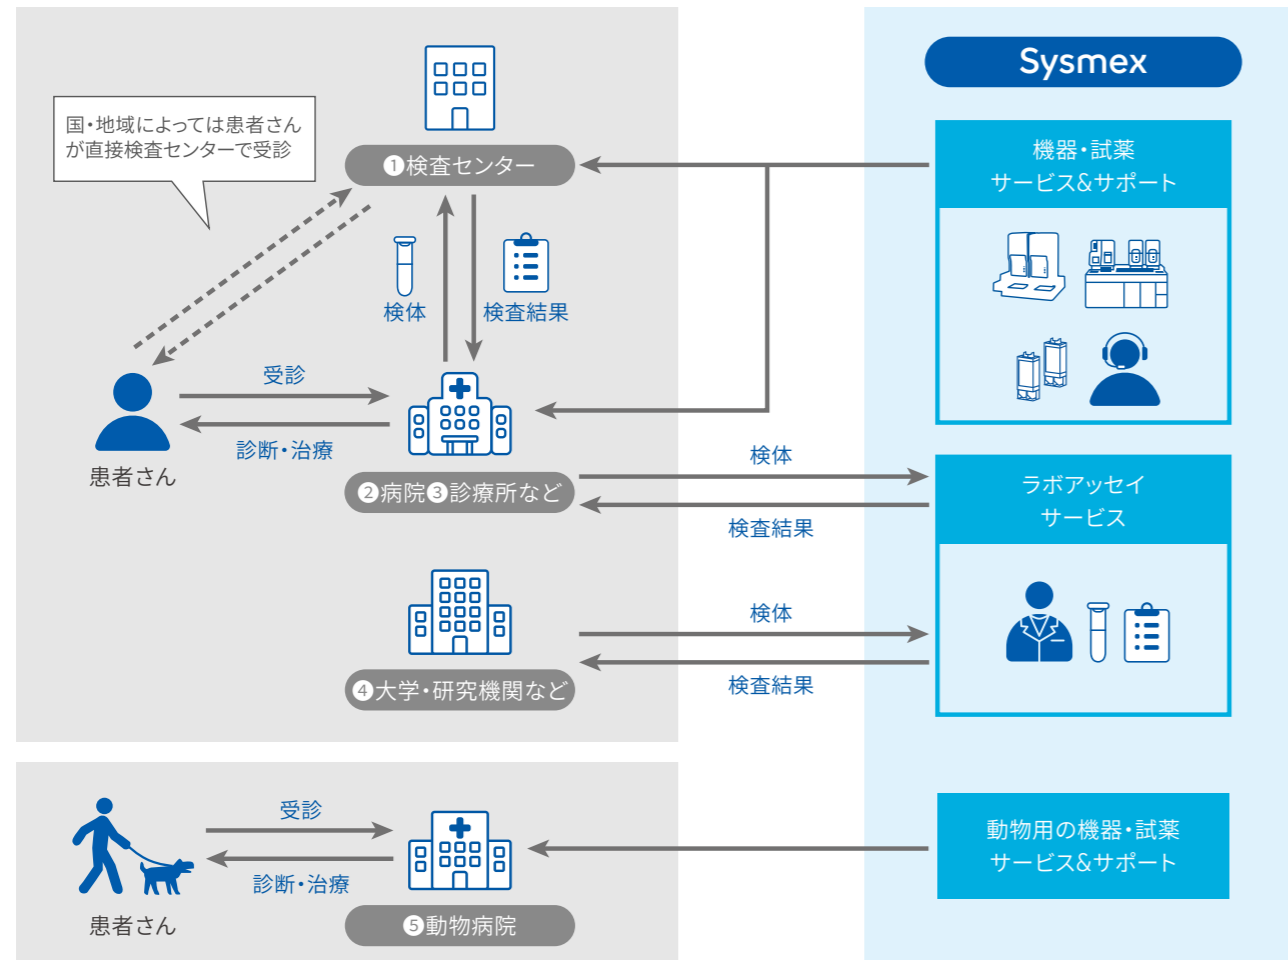 Sysmex
国・地域によっては患者さん
が直接検査センターで受診
❶検査センター
機器・試薬
サービス&サポート
検体
検査結果
受診
診断・治療
患者さん
❷病院❸診療所など
検体
検査結果
ラボアッセイ
サービス
❹大学・研究機関など
検体
検査結果
受診
診断・治療
患者さん
❺動物病院
動物用の機器・試薬
サービス&サポート